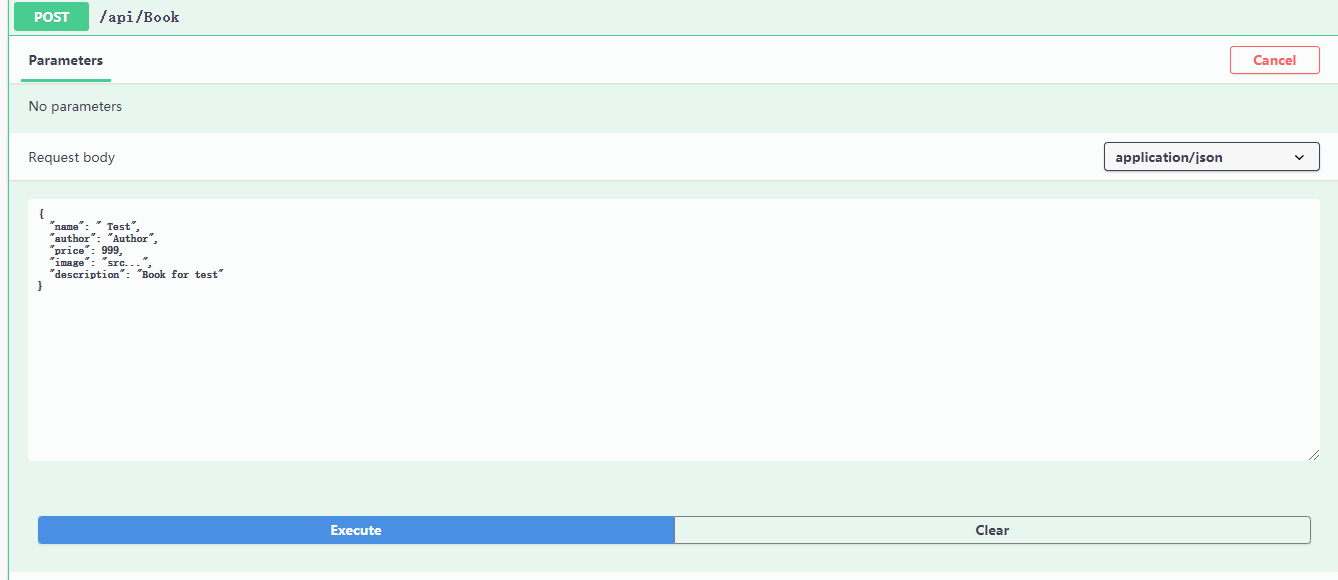 POST /api/Book
Parameters
Cancel
No parameters
Request body
application/json
{
  "name": " Test",
  "author": "Author",
  "price": 999,
  "image": "src...",
  "description": "Book for test"
}
Execute
Clear